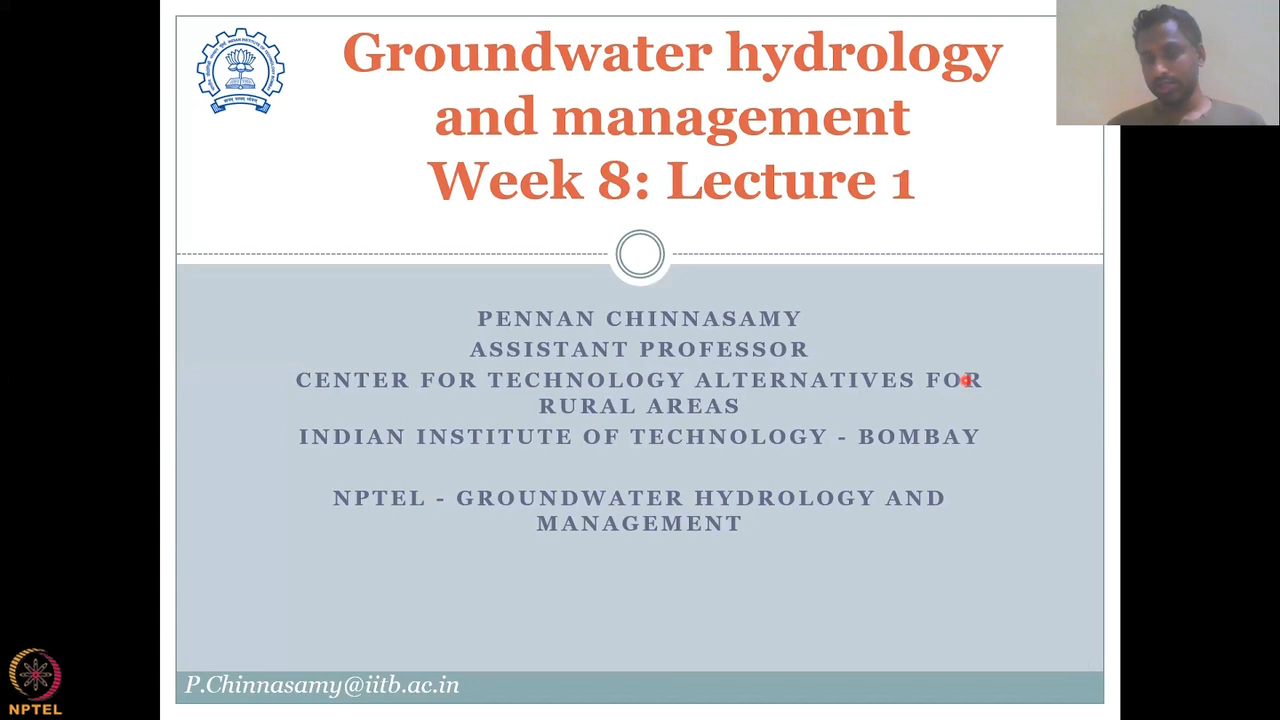 Groundwater hydrology
and management
Week 8: Lecture 1
PENNAN CHINNASAMY
ASSISTANT PROFESSOR
CENTER FOR TECHNOLOGY ALTERNATIVES FOR
RURAL AREAS
INDIAN INSTITUTE OF TECHNOLOGY - BOMBAY
NPTEL - GROUNDWATER HYDROLOGY AND
MANAGEMENT
P.Chinnasamy@iitb.ac.in
NPTEL